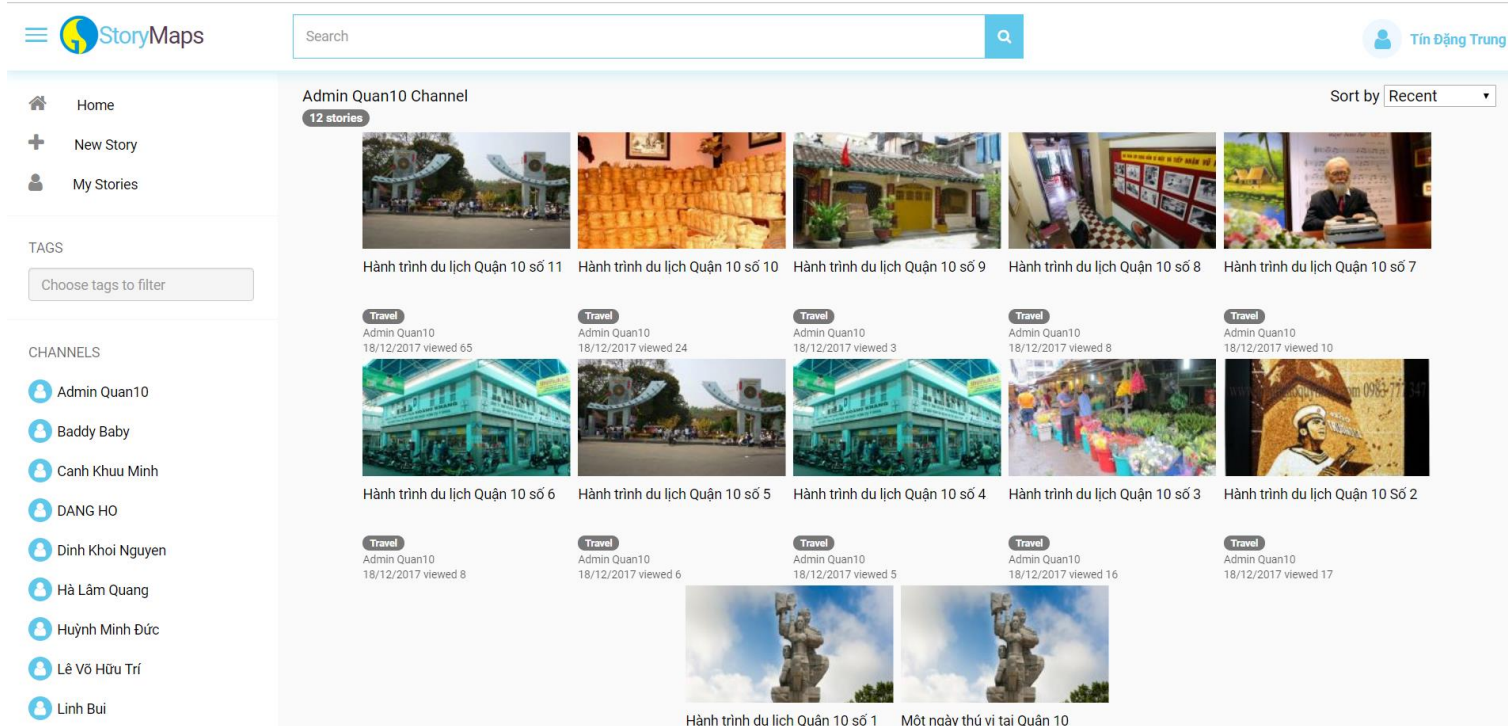 StoryMaps
Search
Tín Đặng Trung
Home
New Story
My Stories
TAGS
Choose tags to filter
CHANNELS
Admin Quan10
Baddy Baby
Canh Khuu Minh
DANG HO
Dinh Khoi Nguyen
Hà Lâm Quang
Huỳnh Minh Đức
Lê Võ Hữu Trí
Linh Bui
Admin Quan10 Channel
Sort by Recent
12 stories
Hành trình du lịch Quận 10 số 11
Travel
Admin Quan10
18/12/2017 viewed 65
Hành trình du lịch Quận 10 số 10
Travel
Admin Quan10
18/12/2017 viewed 24
Hành trình du lịch Quận 10 số 9
Travel
Admin Quan10
18/12/2017 viewed 3
Hành trình du lịch Quận 10 số 8
Travel
Admin Quan10
18/12/2017 viewed 8
Hành trình du lịch Quận 10 số 7
Travel
Admin Quan10
18/12/2017 viewed 10
Hành trình du lịch Quận 10 số 6
Travel
Admin Quan10
18/12/2017 viewed 8
Hành trình du lịch Quận 10 số 5
Travel
Admin Quan10
18/12/2017 viewed 6
Hành trình du lịch Quận 10 số 4
Travel
Admin Quan10
18/12/2017 viewed 5
Hành trình du lịch Quận 10 số 3
Travel
Admin Quan10
18/12/2017 viewed 16
Hành trình du lịch Quận 10 Số 2
Travel
Admin Quan10
18/12/2017 viewed 17
Hành trình du lịch Quận 10 số 1
Một ngày thú vị tại Quận 10